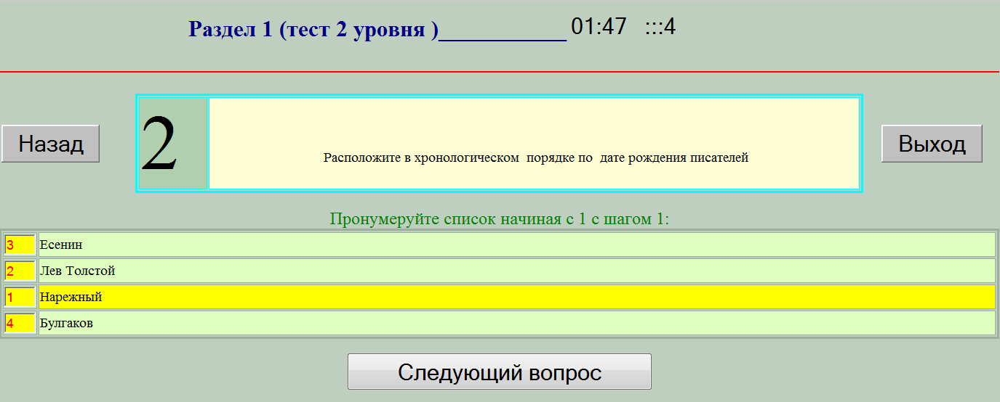 Раздел 1 (тест 2 уровня )___________ 01:47 :::4
Назад
2
Расположите в хронологическом порядке по дате рождения писателей
Выход
Пронумеруйте список начиная с 1 с шагом 1:
3 Есенин
2 Лев Толстой
1 Нарежный
4 Булгаков
Следующий вопрос